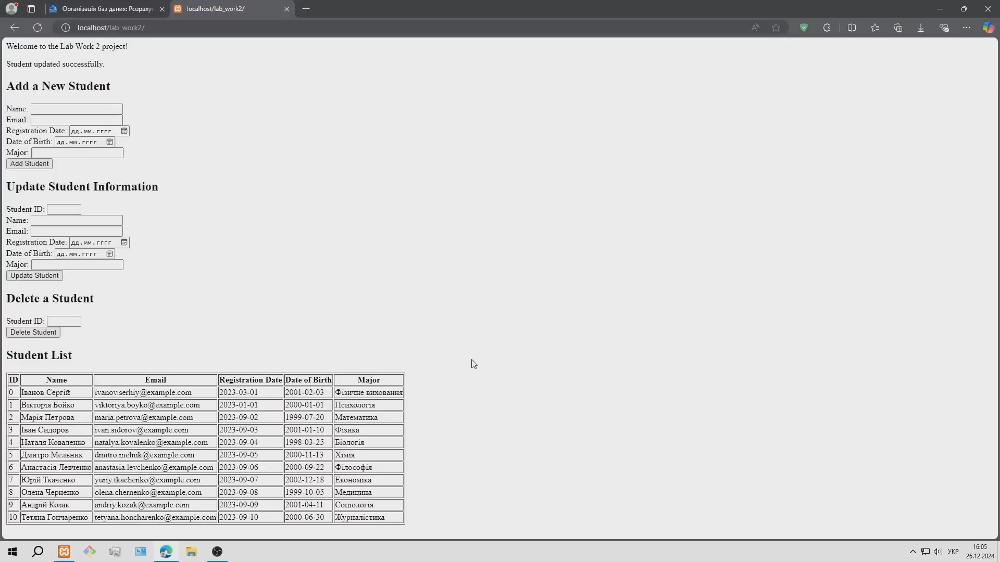 Організація баз даних: Розрахун
localhost/lab_work2/
localhost/lab_work2/
Welcome to the Lab Work 2 project!
Student updated successfully.
Add a New Student
Name:
Email:
Registration Date: дд.мм.гггг
Date of Birth: дд.мм.гггг
Major:
Add Student
Update Student Information
Student ID:
Name:
Email:
Registration Date: дд.мм.гггг
Date of Birth: дд.мм.гггг
Major:
Update Student
Delete a Student
Student ID:
Delete Student
Student List
ID Name Email Registration Date Date of Birth Major
0 Іванов Сергій ivanov.serhiy@example.com 2023-03-01 2001-02-03 Фізичне виховання
1 Вікторія Бойко viktoriya.boyko@example.com 2023-01-01 2000-01-01 Психологія
2 Марія Петрова maria.petrova@example.com 2023-09-02 1999-07-20 Математика
3 Іван Сидоров ivan.sidorov@example.com 2023-09-03 2001-01-10 Фізика
4 Наталя Коваленко natalya.kovalenko@example.com 2023-09-04 1998-03-25 Біологія
5 Дмитро Мельник dmitro.melnik@example.com 2023-09-05 2000-11-13 Хімія
6 Анастасія Левченко anastasia.levchenko@example.com 2023-09-06 2000-09-22 Філософія
7 Юрій Ткаченко yuriy.tkachenko@example.com 2023-09-07 2002-12-18 Економіка
8 Олена Черненко olena.chernenko@example.com 2023-09-08 1999-10-05 Медицина
9 Андрій Козак andriy.kozak@example.com 2023-09-09 2001-04-11 Соціологія
10 Тетяна Гончаренко tetyana.honcharenko@example.com 2023-09-10 2000-06-30 Журналістика
УКР
16:05
26.12.2024